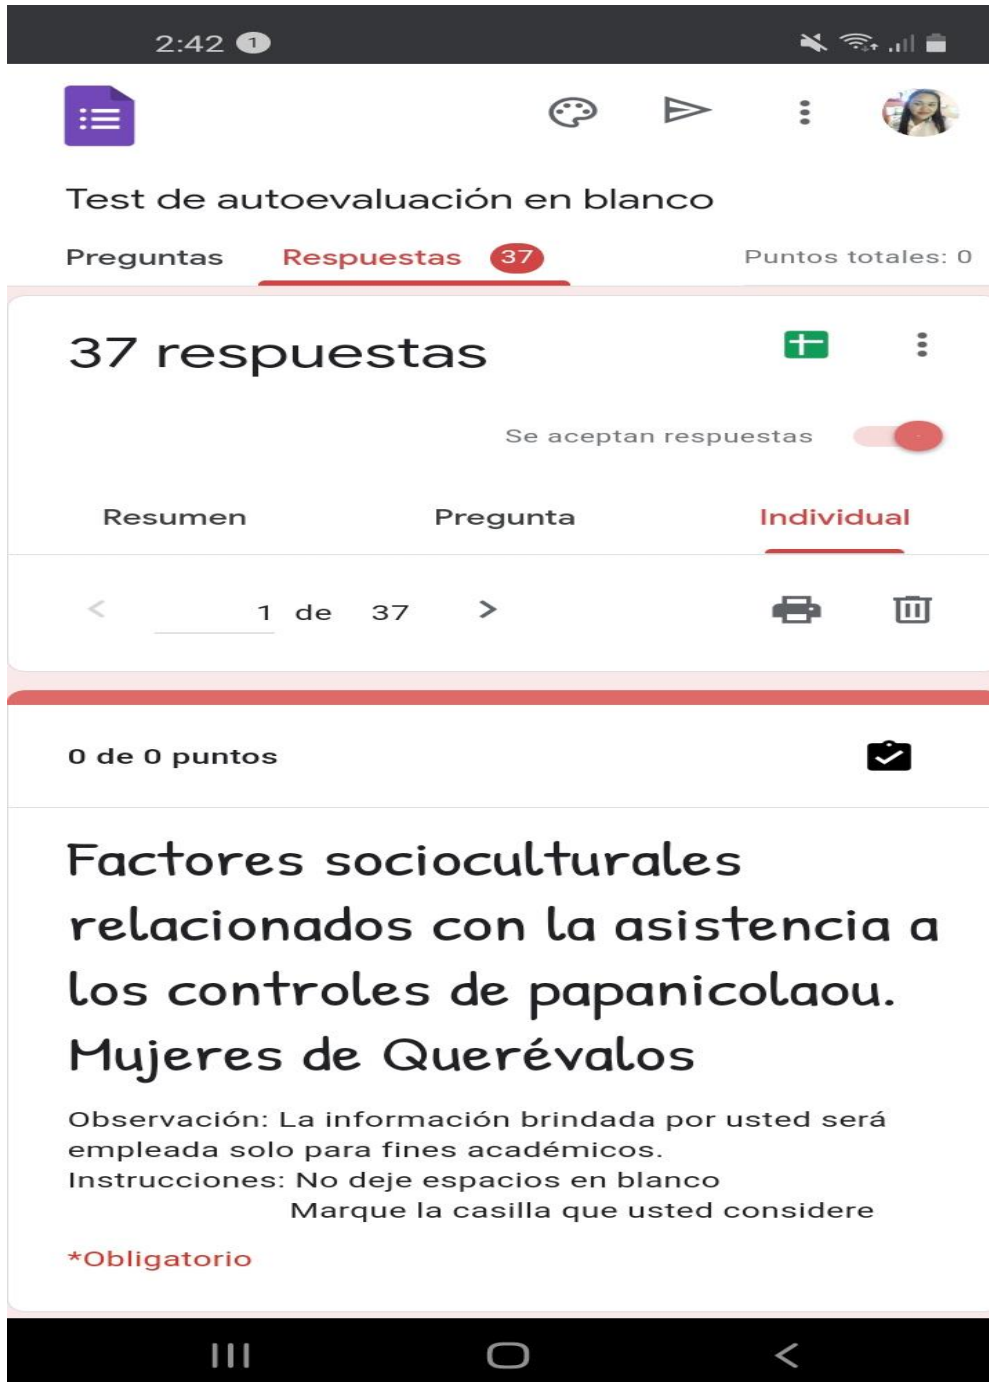 2:42 1
Test de autoevaluación en blanco
Preguntas Respuestas 37 Puntos totales: 0
37 respuestas
Se aceptan respuestas
Resumen Pregunta Individual
< 1 de 37 >
0 de 0 puntos
Factores socioculturales
relacionados con la asistencia a
los controles de papanicolaou.
Mujeres de Querévalos
Observación: La información brindada por usted será
empleada solo para fines académicos.
Instrucciones: No deje espacios en blanco
Marque la casilla que usted considere
*Obligatorio